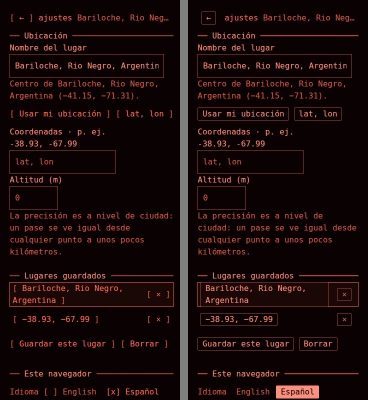 [ ← ] ajustes Bariloche, Rio Neg…
── Ubicación
Nombre del lugar
Bariloche, Rio Negro, Argentin
Centro de Bariloche, Rio Negro,
Argentina (−41.15, −71.31).
[ Usar mi ubicación ] [ lat, lon ]
Coordenadas · p. ej.
-38.93, -67.99
lat, lon
Altitud (m)
0
La precisión es a nivel de ciudad:
un pase se ve igual desde
cualquier punto a unos pocos
kilómetros.
── Lugares guardados
[ Bariloche, Rio Negro,
Argentina ] [ × ]
[ −38.93, −67.99 ] [ × ]
[ Guardar este lugar ] [ Borrar ]
── Este navegador
Idioma [ ] English [x] Español
← ajustes Bariloche, Rio Neg…
── Ubicación
Nombre del lugar
Bariloche, Rio Negro, Argentin
Centro de Bariloche, Rio Negro,
Argentina (−41.15, −71.31).
Usar mi ubicación lat, lon
Coordenadas · p. ej.
-38.93, -67.99
lat, lon
Altitud (m)
0
La precisión es a nivel de
ciudad: un pase se ve igual desde
cualquier punto a unos pocos
kilómetros.
── Lugares guardados
Bariloche, Rio Negro,
Argentina ×
−38.93, −67.99 ×
Guardar este lugar Borrar
── Este navegador
Idioma English Español